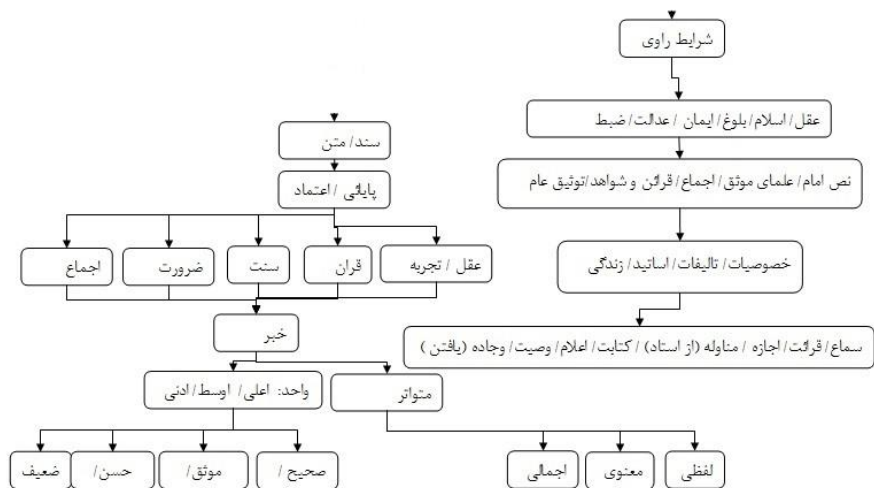 شرایط راوی
عقل/ اسلام/ بلوغ/ ایمان / عدالت/ ضبط
نص امام/ علمای موثق/ اجماع/ قرائن و شواهد/توثیق عام
خصوصیات/ تالیفات/ اساتید/ زندگی
سماع/ قرائت/ اجازه / مناوله (از استاد) / کتابت/ اعلام/ وصیت/ وجاده (یافتن )
سند/ متن
پایائی / اعتماد
عقل / تجربه
قران
سنت
ضرورت
اجماع
خبر
متواتر
واحد: اعلی/ اوسط/ ادنی
لفظی
معنوی
اجمالی
صحیح /
موثق/
حسن/
ضعیف